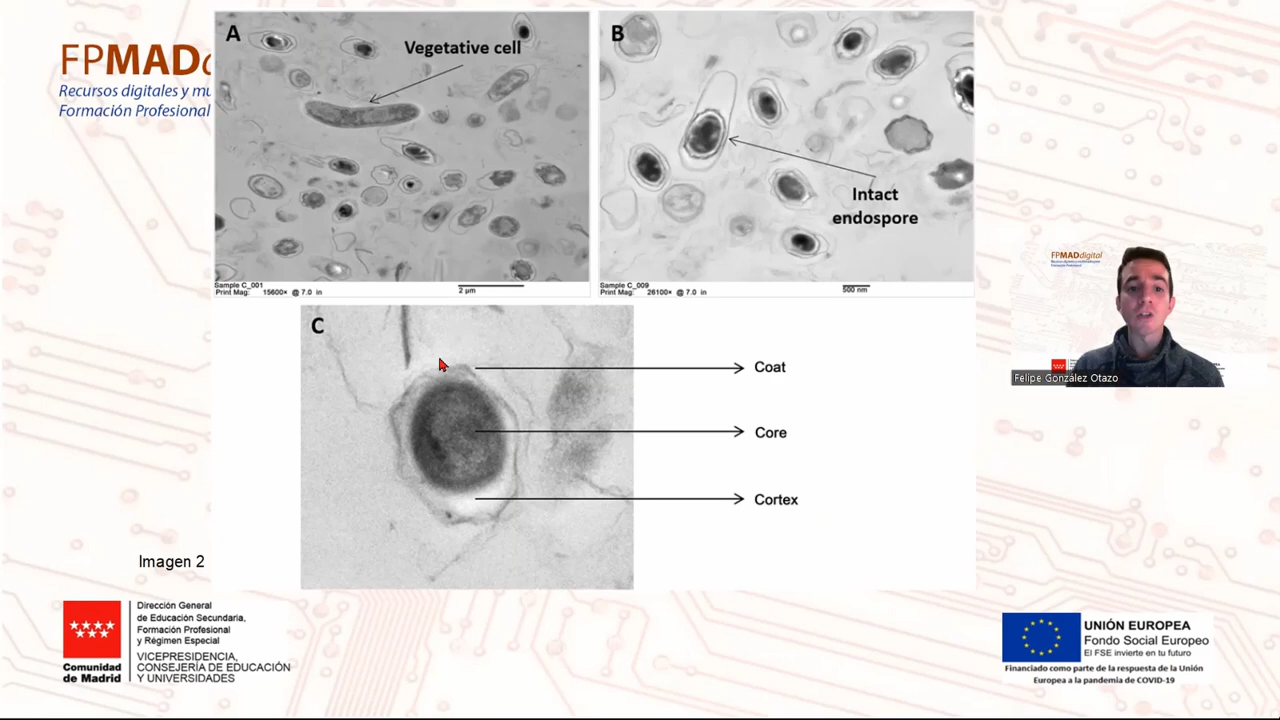 FPMAD
Recursos digitales y
Formación Profesional
A
Vegetative cell
Sample C_001
Print Mag: 15600× @ 7.0 in
2 µm
B
Intact
endospore
Sample C_009
Print Mag: 26100× @ 7.0 in
500 nm
C
Coat
Core
Cortex
Imagen 2
FPMADdigital
Felipe González Otazo
Comunidad
de Madrid
Dirección General
de Educación Secundaria,
Formación Profesional
y Régimen Especial
VICEPRESIDENCIA,
CONSEJERÍA DE EDUCACIÓN
Y UNIVERSIDADES
UNIÓN EUROPEA
Fondo Social Europeo
El FSE invierte en tu futuro
Financiado como parte de la respuesta de la Unión
Europea a la pandemia de COVID-19